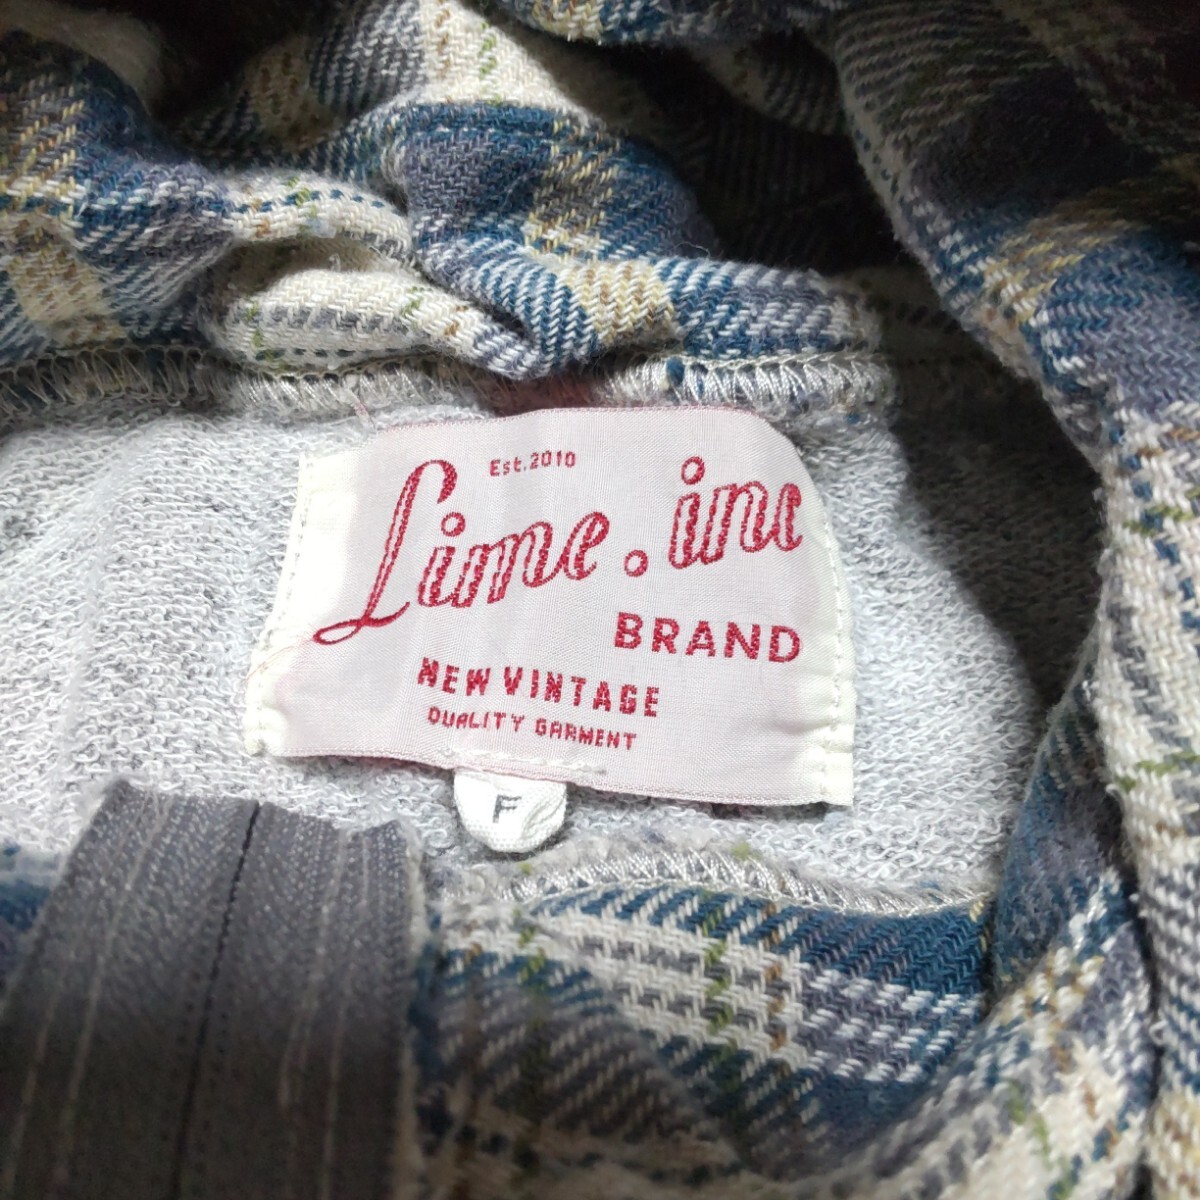 Est.2010
Lime.inc
BRAND
NEW VINTAGE
QUALITY GARMENT
F